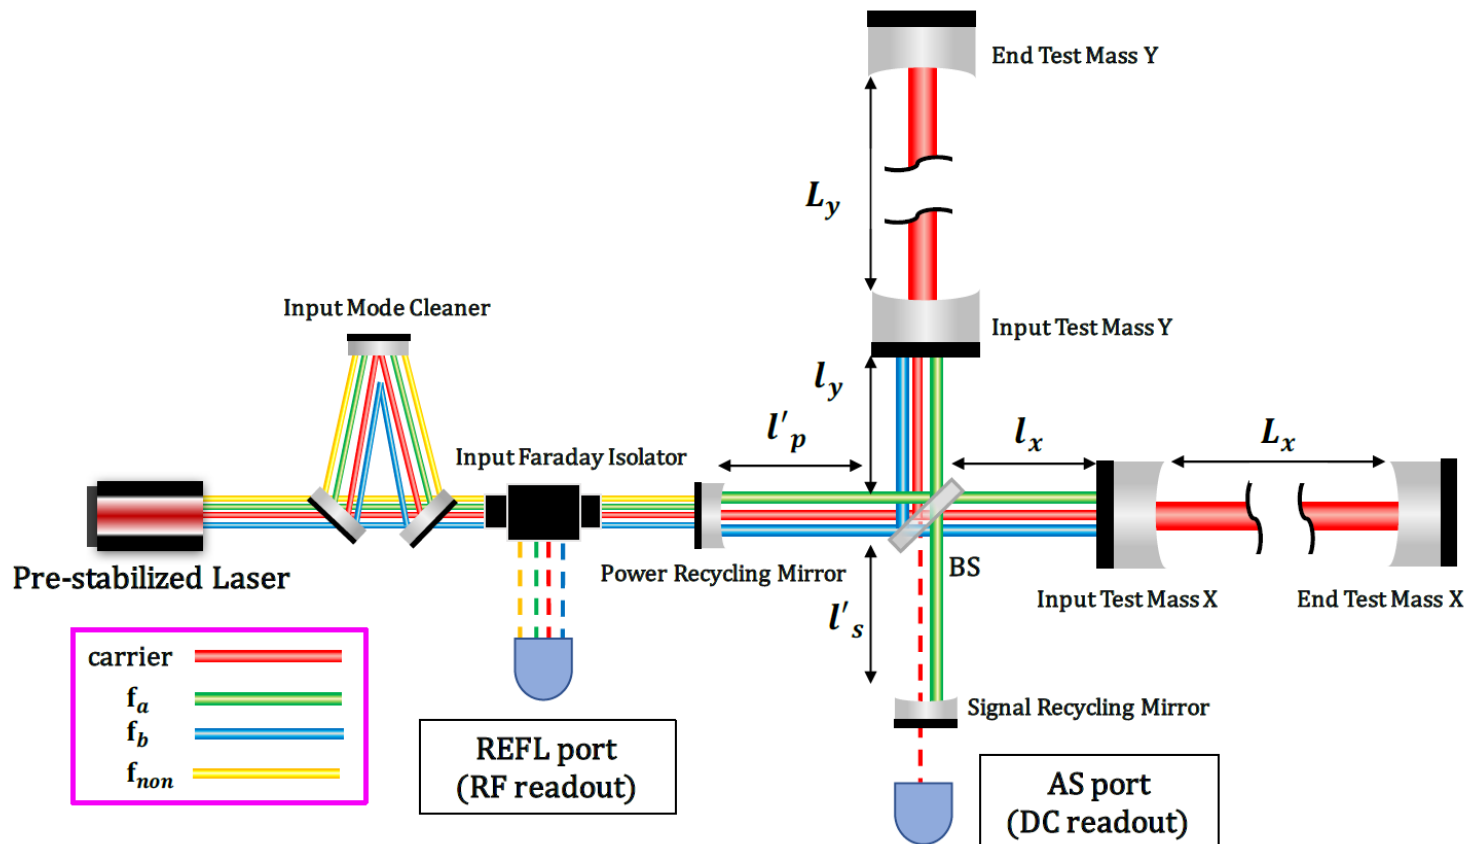 End Test Mass Y
L_y
Input Mode Cleaner
Input Test Mass Y
l_y
l'_p
l_x
L_x
Input Faraday Isolator
Pre-stabilized Laser
Power Recycling Mirror
BS
Input Test Mass X
End Test Mass X
l'_s
carrier
f_a
f_b
f_non
Signal Recycling Mirror
REFL port
(RF readout)
AS port
(DC readout)